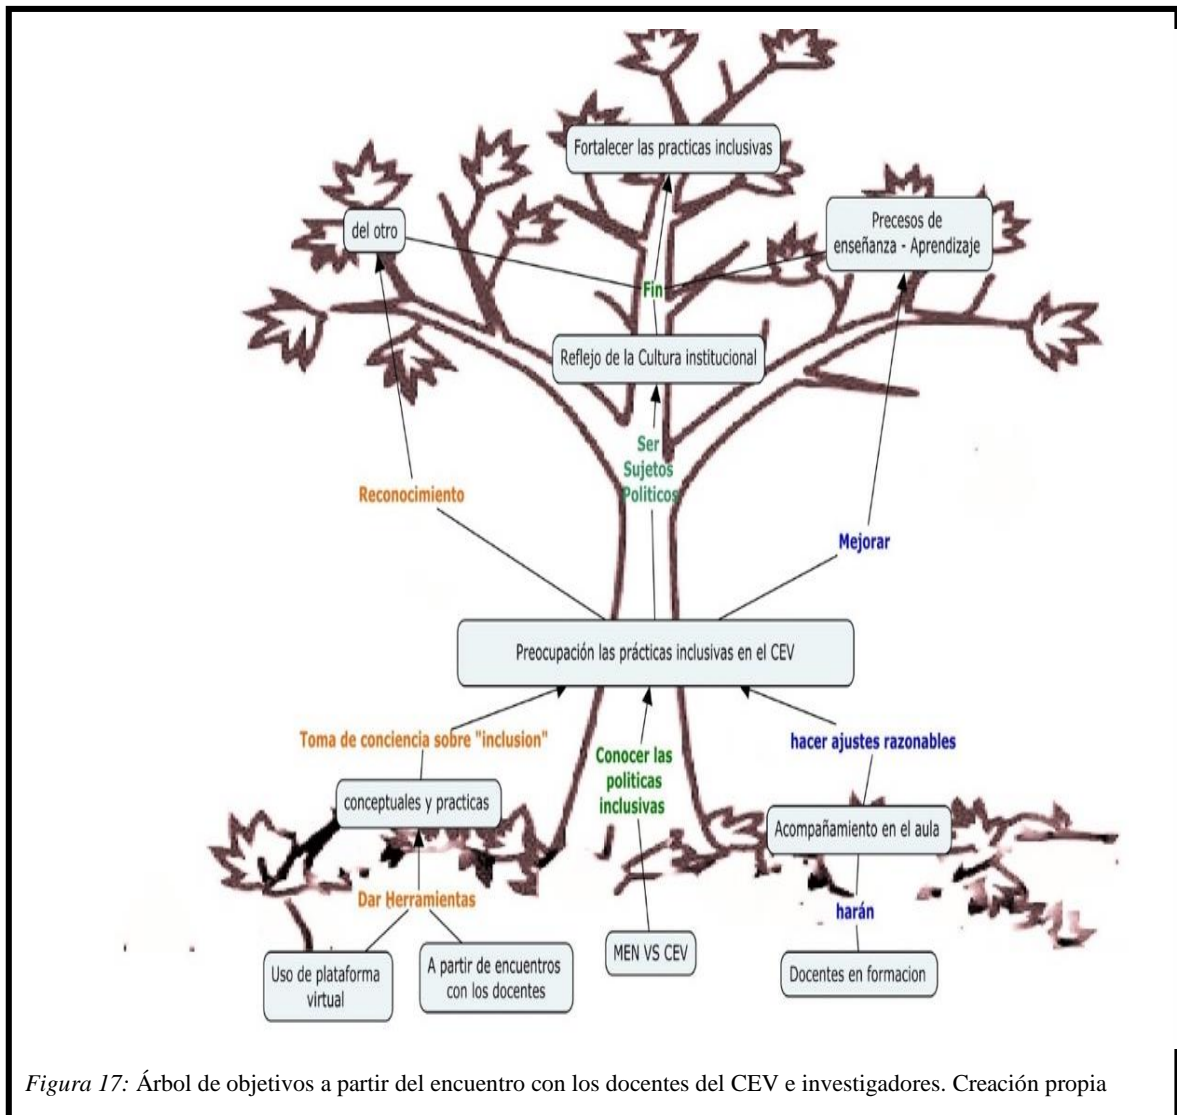 Fortalecer las practicas inclusivas
del otro
Precesos de
enseñanza - Aprendizaje
Fin
Reflejo de la Cultura institucional
Ser
Sujetos
Politicos
Reconocimiento
Mejorar
Preocupación las prácticas inclusivas en el CEV
Toma de conciencia sobre "inclusion"
Conocer las
politicas
inclusivas
hacer ajustes razonables
conceptuales y practicas
Acompañamiento en el aula
Dar Herramientas
harán
Uso de plataforma
virtual
A partir de encuentros
con los docentes
MEN VS CEV
Docentes en formacion
Figura 17: Árbol de objetivos a partir del encuentro con los docentes del CEV e investigadores. Creación propia